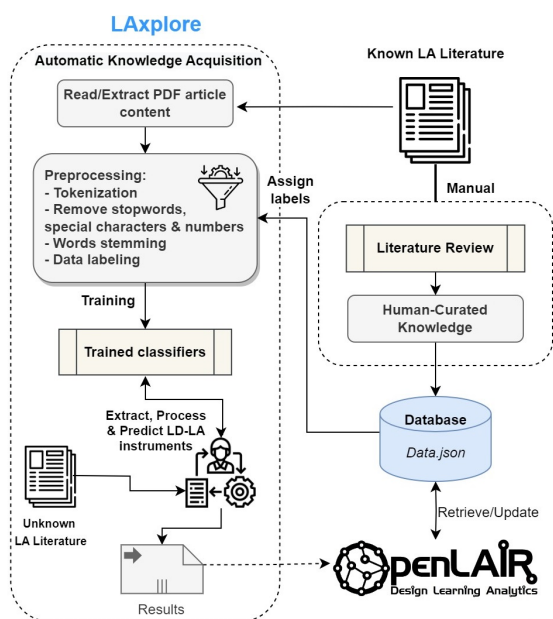 LAxplore
Known LA Literature
Automatic Knowledge Acquisition
Read/Extract PDF article
content
Preprocessing:
- Tokenization
- Remove stopwords,
special characters & numbers
- Words stemming
- Data labeling
Assign
labels
Manual
Literature Review
Human-Curated
Knowledge
Training
Trained classifiers
Extract, Process
& Predict LD-LA
instruments
Database
Data.json
Unknown
LA Literature
Retrieve/Update
Results
OpenLAIR
Design Learning Analytics